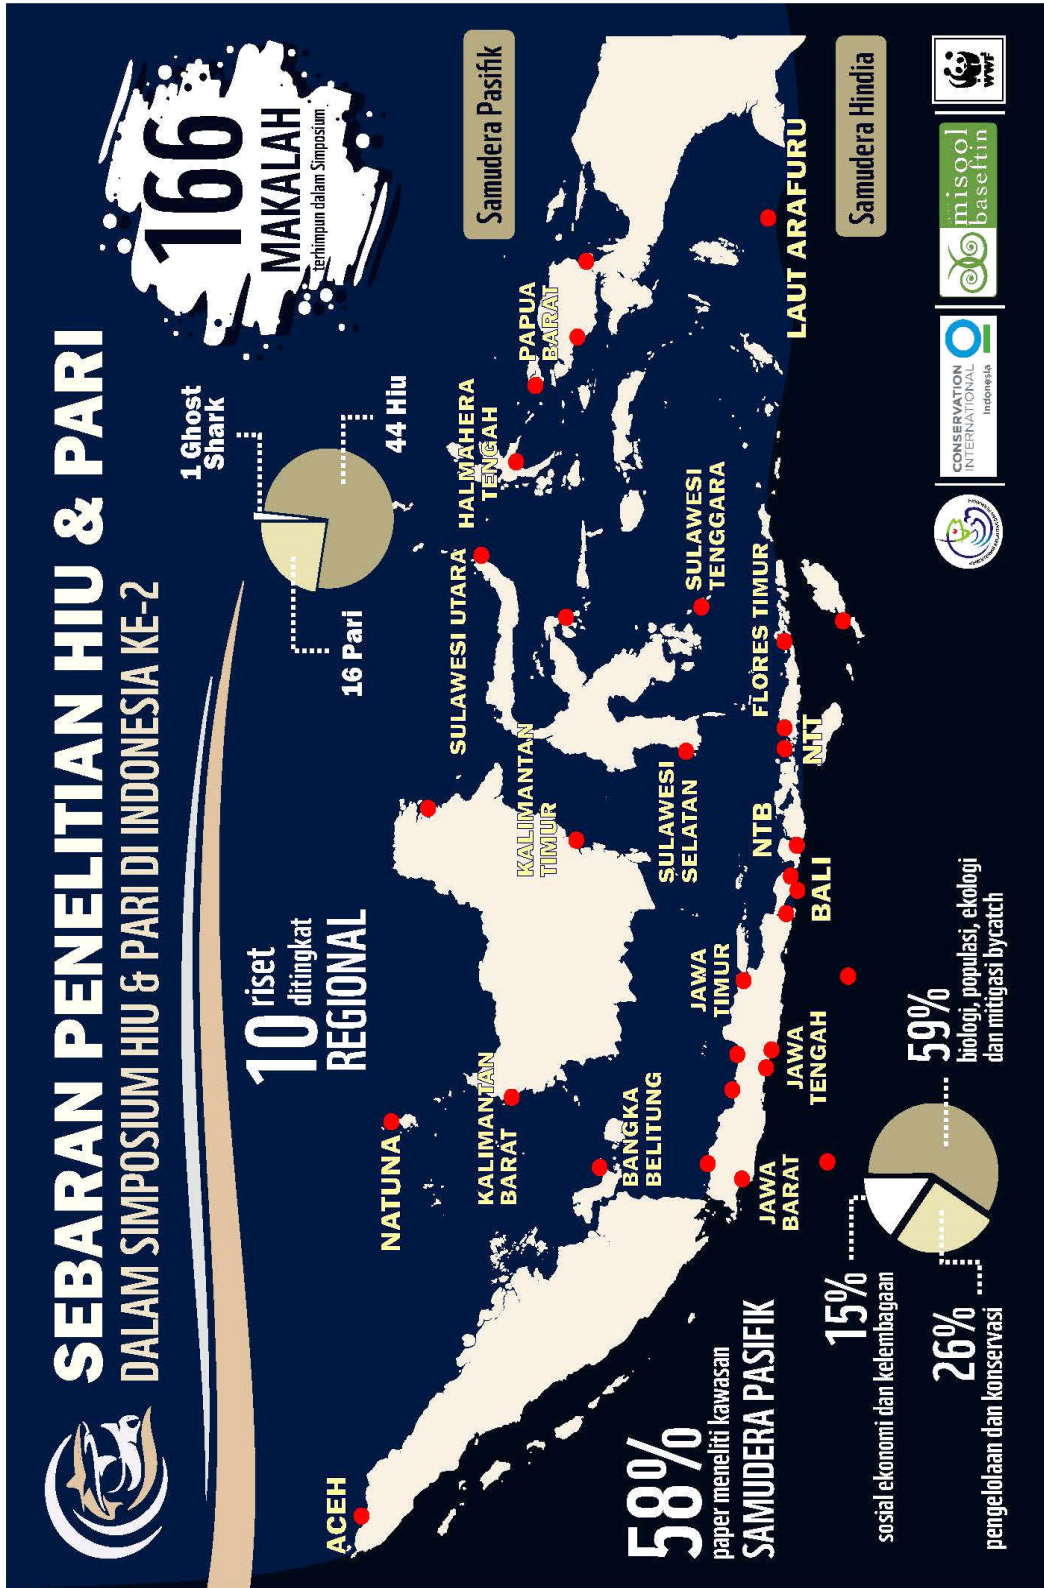 SEBARAN PENELITIAN HIU & PARI
DALAM SIMPOSIUM HIU & PARI DI INDONESIA KE-2
166
MAKALAH
terhimpun dalam Simposium
1 Ghost
Shark
44 Hiu
16 Pari
10 riset
ditingkat
REGIONAL
Samudera Pasifik
Samudera Hindia
ACEH
NATUNA
KALIMANTAN
BARAT
BANGKA
BELITUNG
JAWA
BARAT
JAWA
TENGAH
JAWA
TIMUR
BALI
NTB
NTT
FLORES TIMUR
KALIMANTAN
TIMUR
SULAWESI
SELATAN
SULAWESI UTARA
SULAWESI
TENGGARA
HALMAHERA
TENGAH
PAPUA
BARAT
LAUT ARAFURU
58%
paper meneliti kawasan
SAMUDERA PASIFIK
15%
sosial ekonomi dan kelembagaan
26%
pengelolaan dan konservasi
59%
biologi, populasi, ekologi
dan mitigasi bycatch
CONSERVATION
INTERNATIONAL
Indonesia
misool
baseftin
WWF